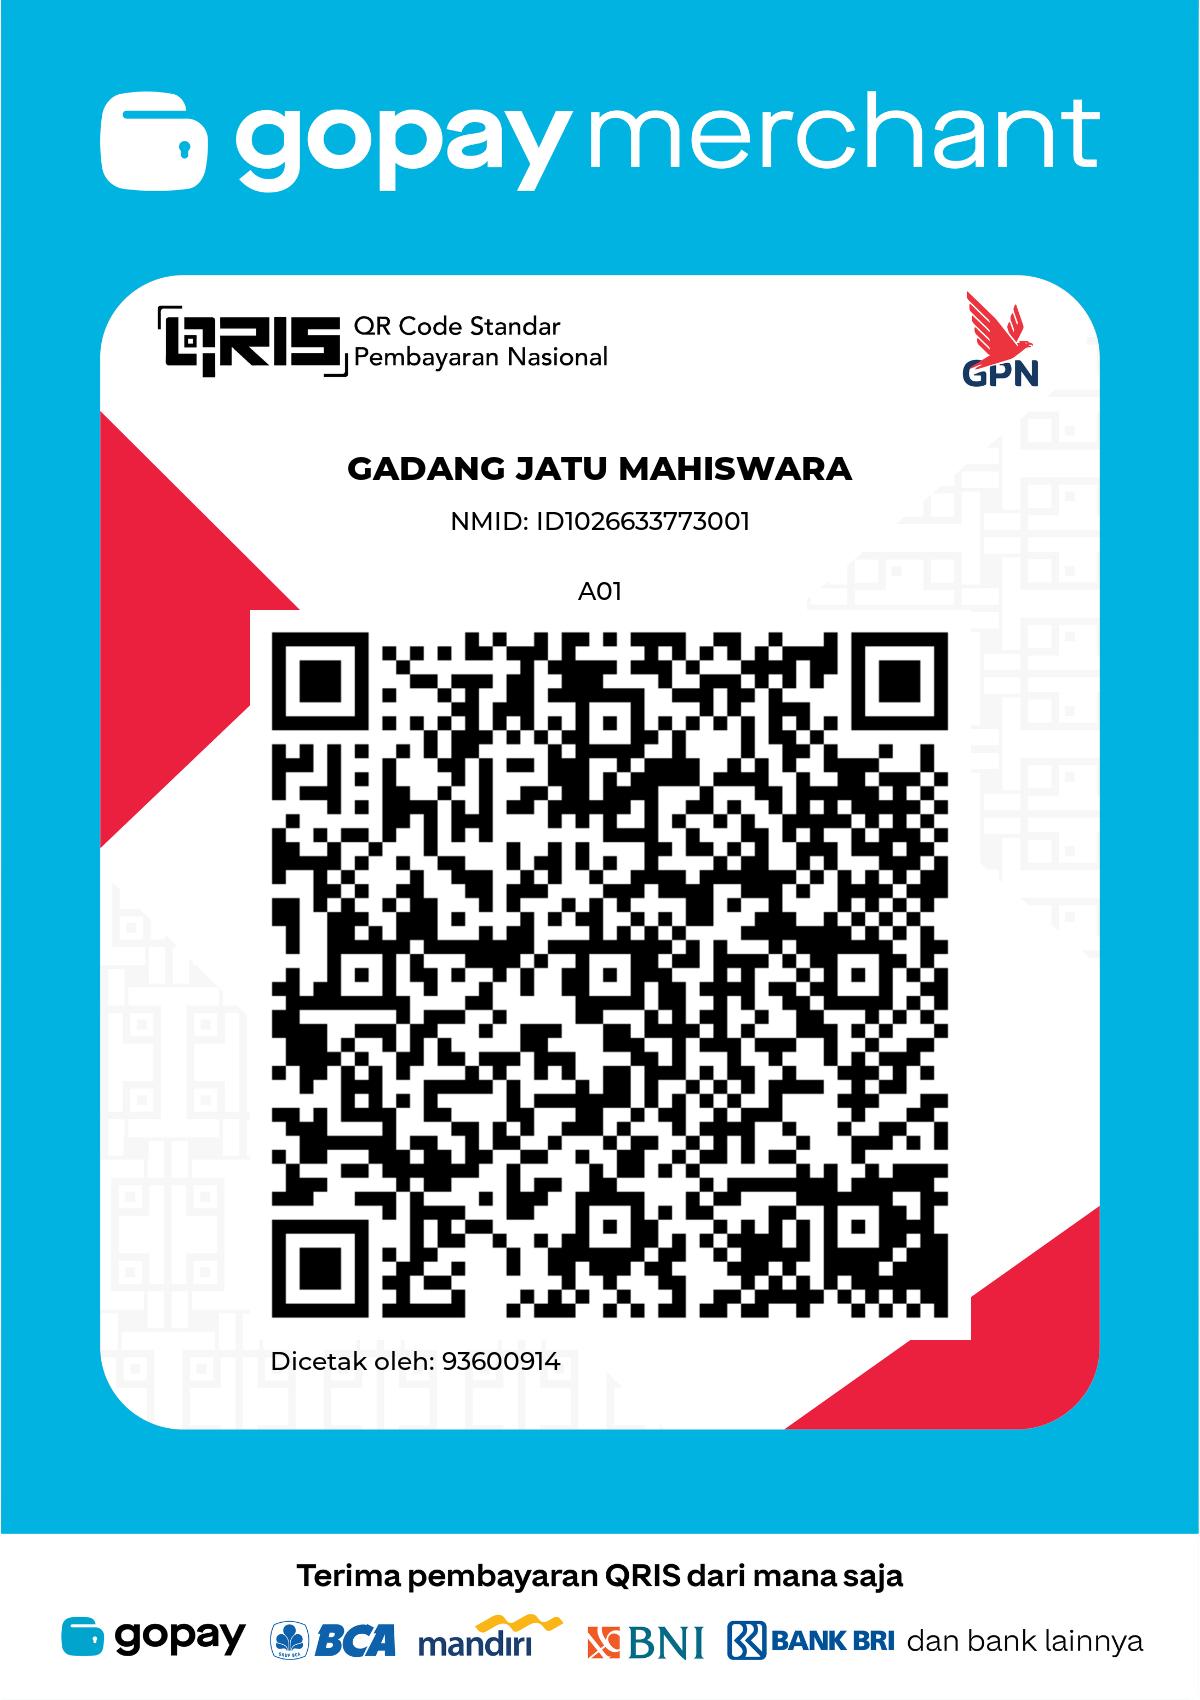 gopay merchant
QRIS QR Code Standar
Pembayaran Nasional
GPN
GADANG JATU MAHISWARA
NMID: ID1026633773001
A01
Dicetak oleh: 93600914
Terima pembayaran QRIS dari mana saja
gopay BCA mandiri BNI BANK BRI dan bank lainnya